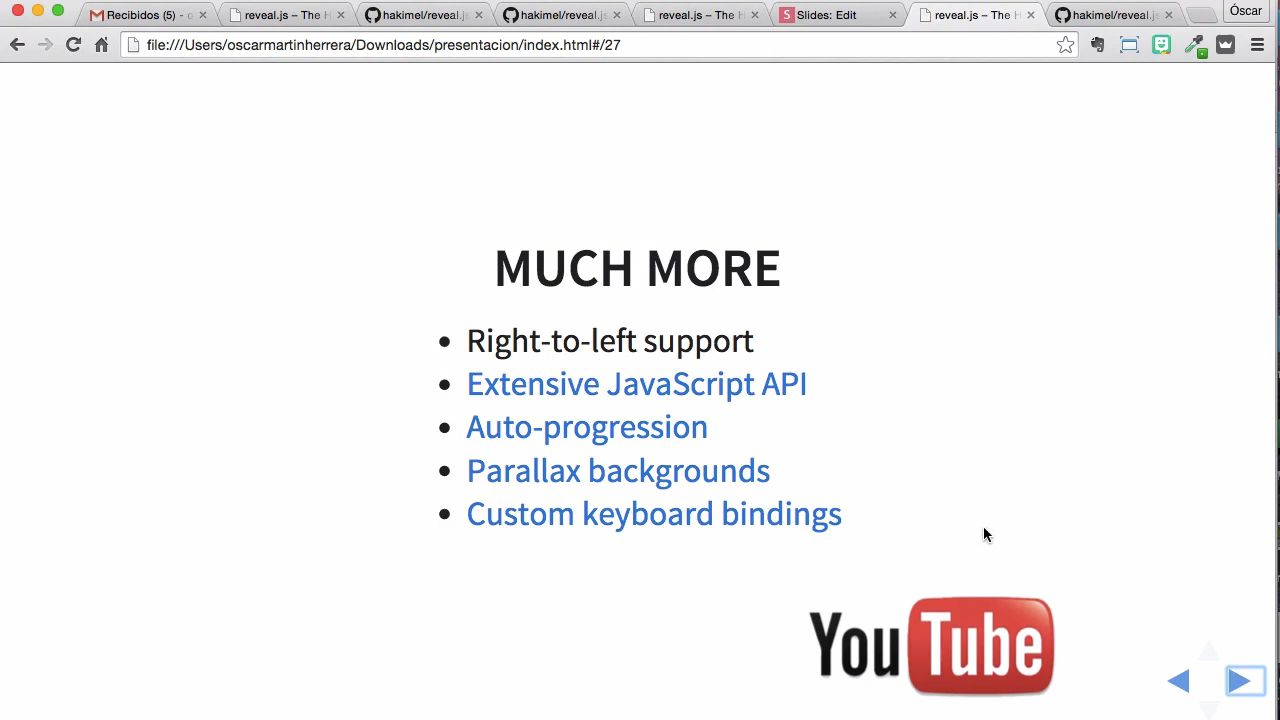 Recibidos (5) - o
reveal.js – The H
hakimel/reveal.js
hakimel/reveal.js
reveal.js – The H
Slides: Edit
reveal.js – The H
hakimel/reveal.js
Óscar
file:///Users/oscarmartinherrera/Downloads/presentacion/index.html#/27
MUCH MORE
Right-to-left support
Extensive JavaScript API
Auto-progression
Parallax backgrounds
Custom keyboard bindings
YouTube